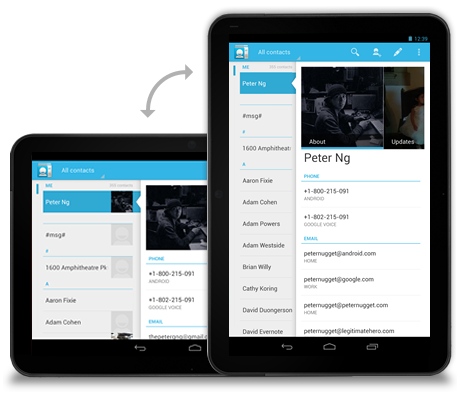 12:39
All contacts
ME
Peter Ng
#msg#
#
1600 Amphitheatre
A
Aaron Fixie
Adam Cohen
Adam Powers
Adam Westside
Brian Willy
Cathy Koring
David Duongerson
David Evernote
About
Updates
Peter Ng
PHONE
+1-800-215-091
ANDROID
+1-802-215-091
GOOGLE VOICE
EMAIL
peternugget@android.com
HOME
peternugget@google.com
WORK
peternugget@peternugget.com
HOME
peternugget@legitimatehero.com
HOME
All contacts
ME
Peter Ng
#msg#
#
1600 Amphitheatre Pk
A
Aaron Fixie
Adam Cohen
PHONE
+1-800-215-091
ANDROID
+1-802-215-091
GOOGLE VOICE
EMAIL
thepeterng@gmail.com